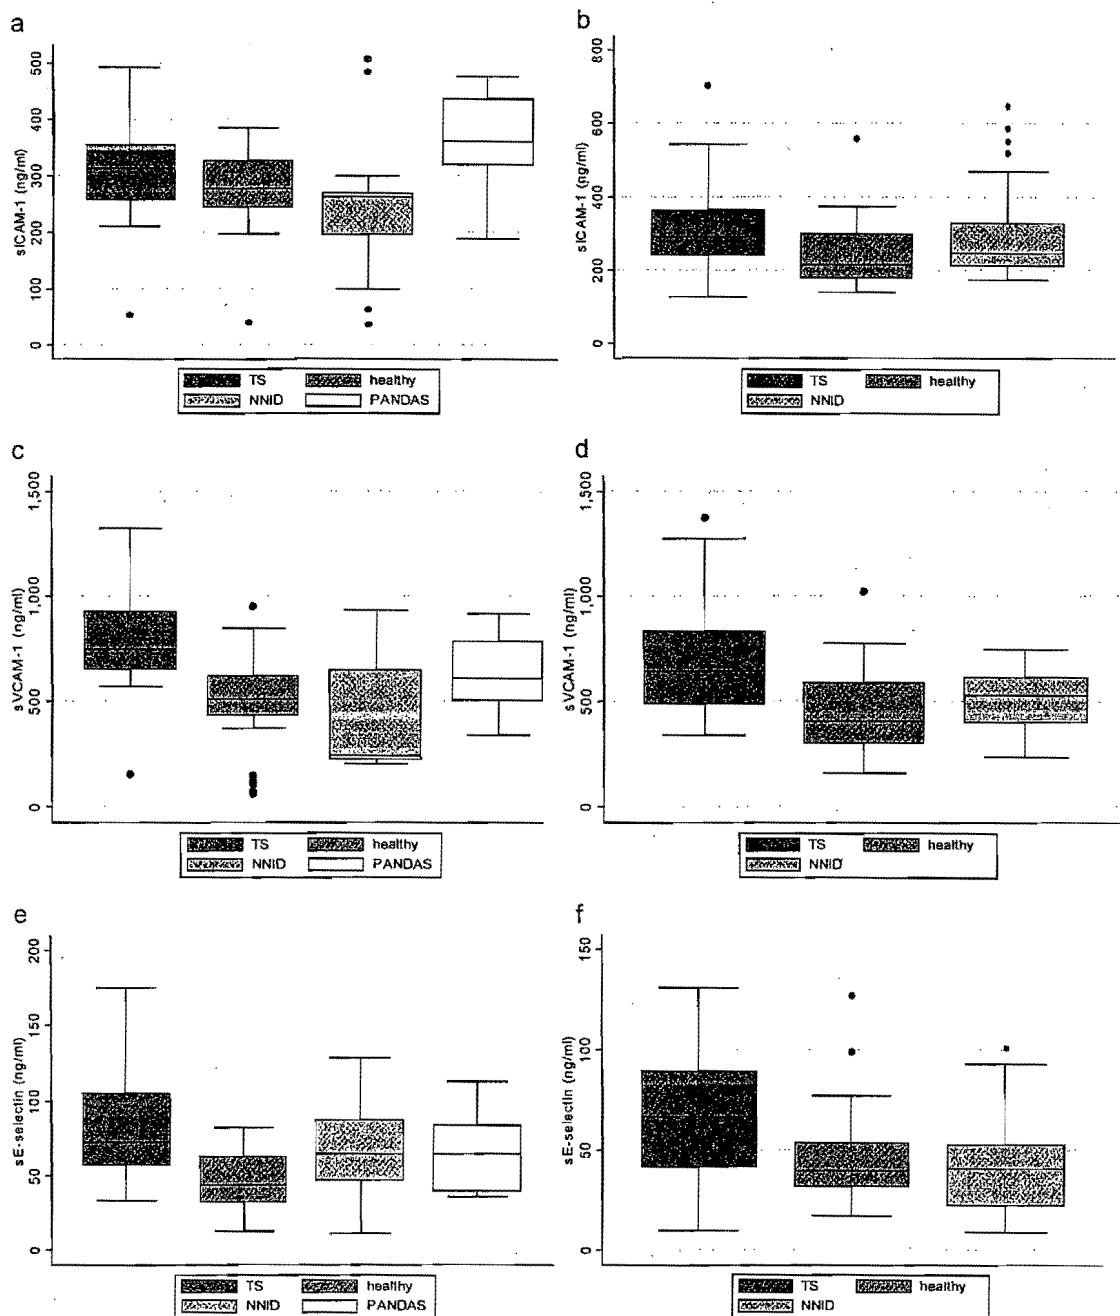 a
sICAM-1 (ng/ml)
500
400
300
200
100
0
TS healthy
NNID PANDAS
b
sICAM-1 (ng/ml)
800
600
400
200
0
TS healthy
NNID
c
sVCAM-1 (ng/ml)
1,500
1,000
500
0
TS healthy
NNID PANDAS
d
sVCAM-1 (ng/ml)
1,500
1,000
500
0
TS healthy
NNID
e
sE-selectin (ng/ml)
200
150
100
50
0
TS healthy
NNID PANDAS
f
sE-selectin (ng/ml)
150
100
50
0
TS healthy
NNID